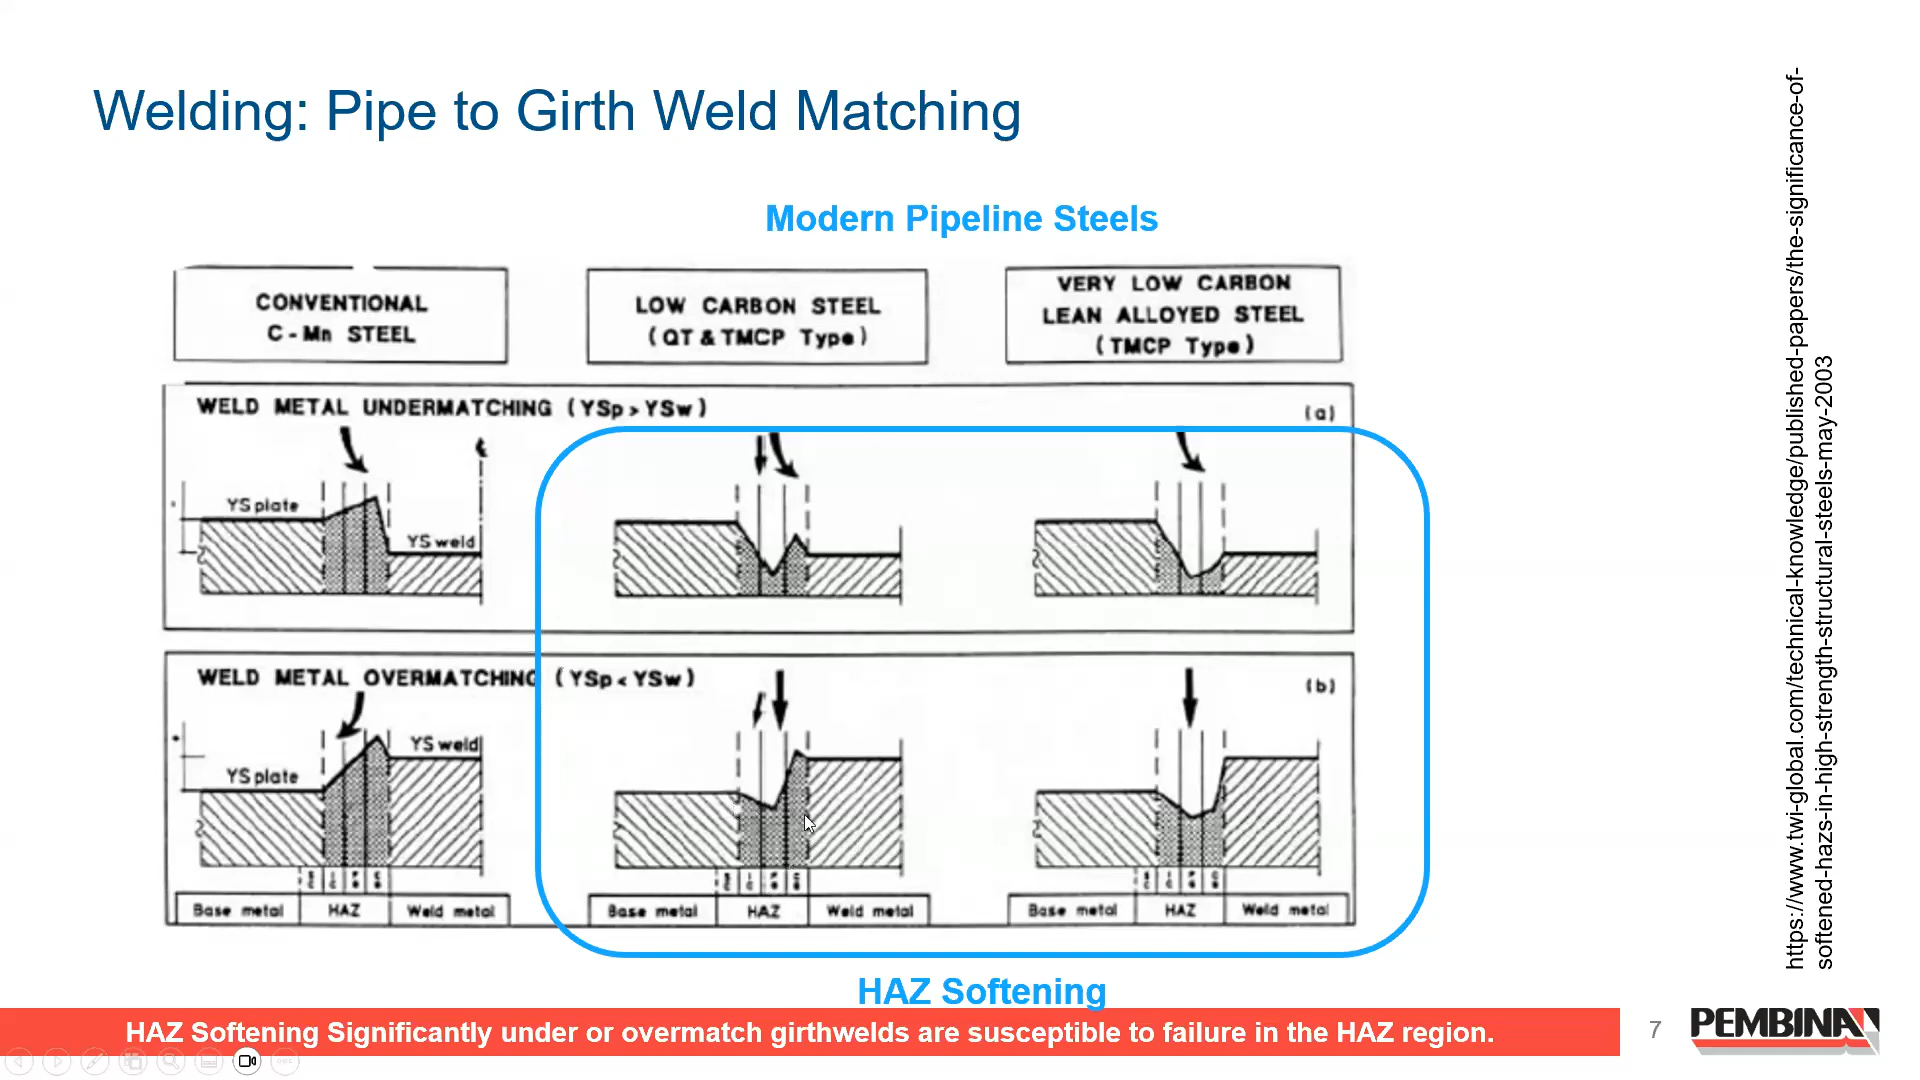 Welding: Pipe to Girth Weld Matching
Modern Pipeline Steels
CONVENTIONAL
C - Mn STEEL
LOW CARBON STEEL
(QT & TMCP Type)
VERY LOW CARBON
LEAN ALLOYED STEEL
(TMCP Type)
WELD METAL UNDERMATCHING (YSp > YSw)
(a)
YS plate
YS weld
WELD METAL OVERMATCHING (YSp < YSw)
(b)
YS plate
YS weld
Base metal
HAZ
Weld metal
Base metal
HAZ
Weld metal
Base metal
HAZ
Weld metal
HAZ Softening
HAZ Softening Significantly under or overmatch girthwelds are susceptible to failure in the HAZ region.
7
PEMBINA
https://www.twi-global.com/technical-knowledge/published-papers/the-significance-of-
softened-hazs-in-high-strength-structural-steels-may-2003